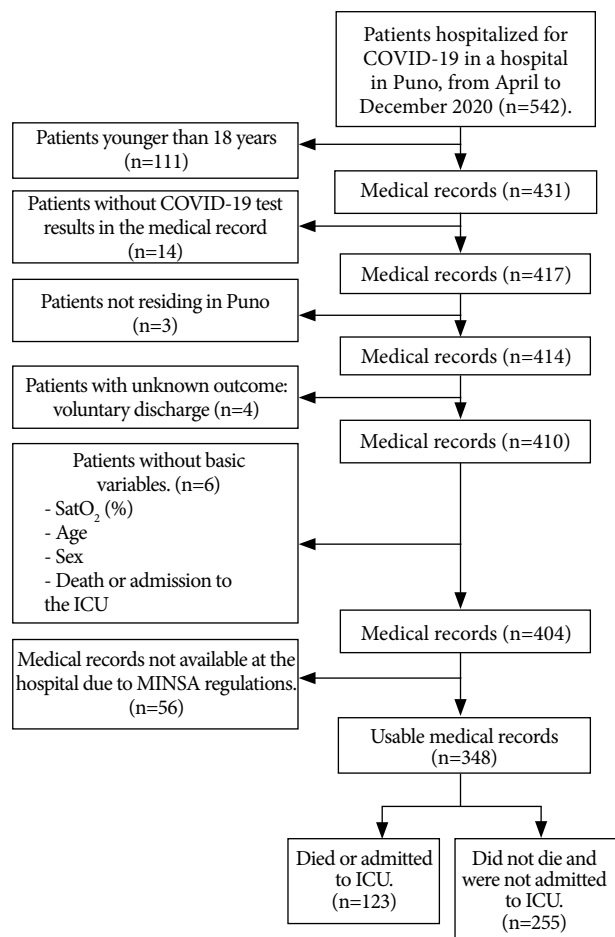 Patients hospitalized for
COVID-19 in a hospital
in Puno, from April to
December 2020 (n=542).
Patients younger than 18 years
(n=111)
Medical records (n=431)
Patients without COVID-19 test
results in the medical record
(n=14)
Medical records (n=417)
Patients not residing in Puno
(n=3)
Medical records (n=414)
Patients with unknown outcome:
voluntary discharge (n=4)
Medical records (n=410)
Patients without basic
variables. (n=6)
- SatO₂ (%)
- Age
- Sex
- Death or admission to
the ICU
Medical records (n=404)
Medical records not available at the
hospital due to MINSA regulations.
(n=56)
Usable medical records
(n=348)
Died or admitted
to ICU.
(n=123)
Did not die and
were not admitted
to ICU.
(n=255)